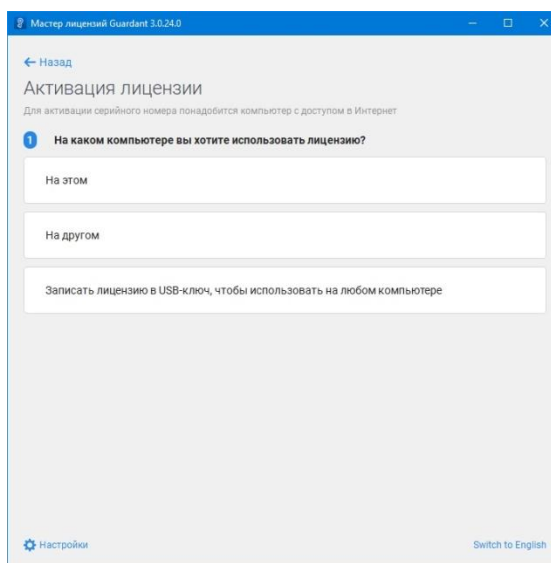 Мастер лицензий Guardant 3.0.24.0
Назад
Активация лицензии
Для активации серийного номера понадобится компьютер с доступом в Интернет
1 На каком компьютере вы хотите использовать лицензию?
На этом
На другом
Записать лицензию в USB-ключ, чтобы использовать на любом компьютере
Настройки
Switch to English